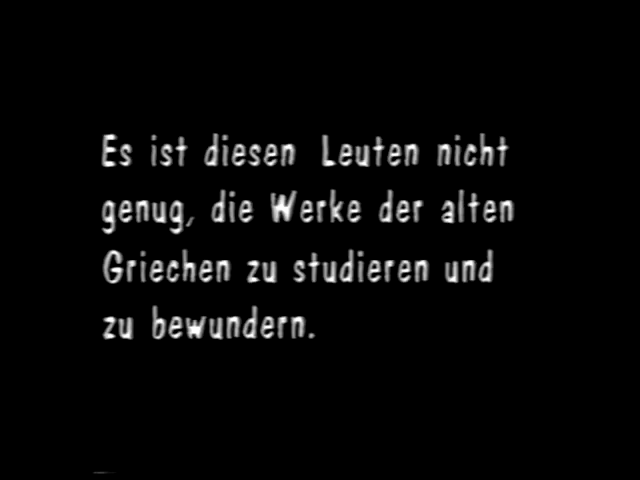 Es ist diesen Leuten nicht
genug, die Werke der alten
Griechen zu studieren und
zu bewundern.